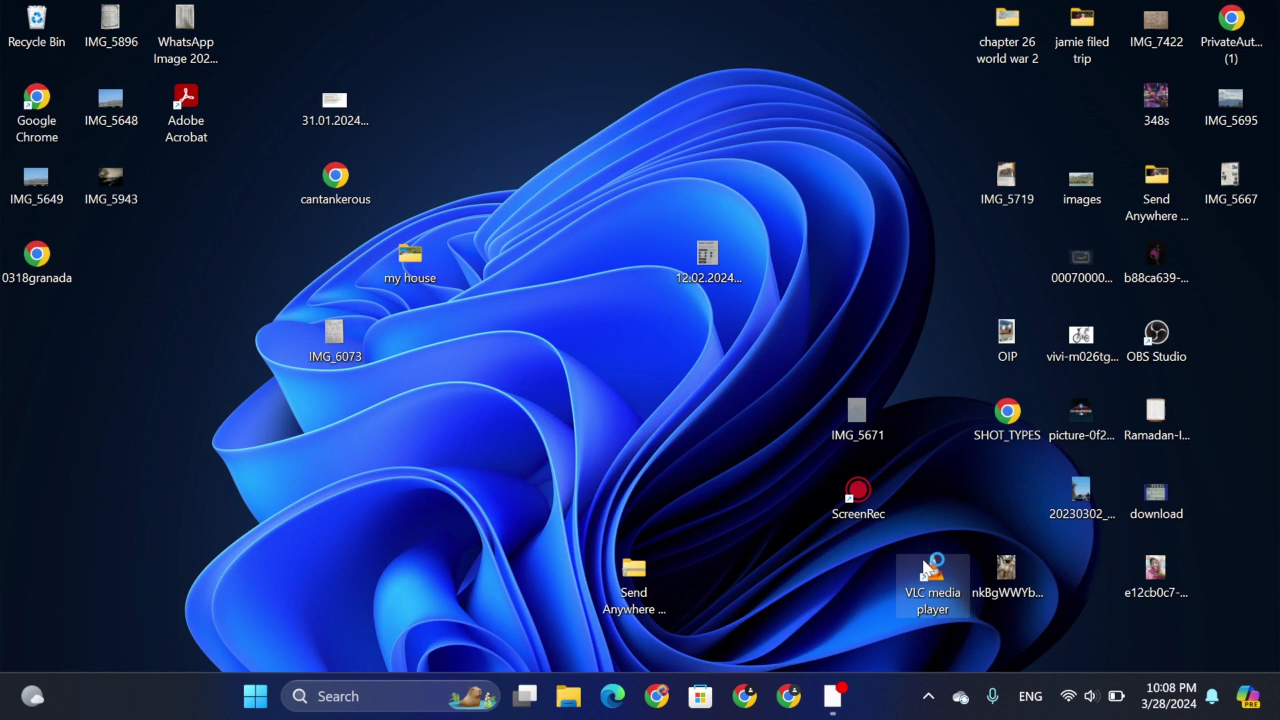 Recycle Bin
IMG_5896
WhatsApp
Image 202...
chapter 26
world war 2
jamie filed
trip
IMG_7422
PrivateAut...
(1)
Google
Chrome
IMG_5648
Adobe
Acrobat
31.01.2024...
348s
IMG_5695
IMG_5649
IMG_5943
cantankerous
IMG_5719
images
Send
Anywhere ...
IMG_5667
0318granada
my house
12.02.2024...
00070000...
b88ca639-...
IMG_6073
OIP
vivi-m026tg...
OBS Studio
IMG_5671
SHOT_TYPES
picture-0f2...
Ramadan-I...
ScreenRec
20230302_...
download
Send
Anywhere ...
VLC media
player
nkBgWWYb...
e12cb0c7-...
Search
ENG
10:08 PM
3/28/2024
PRE